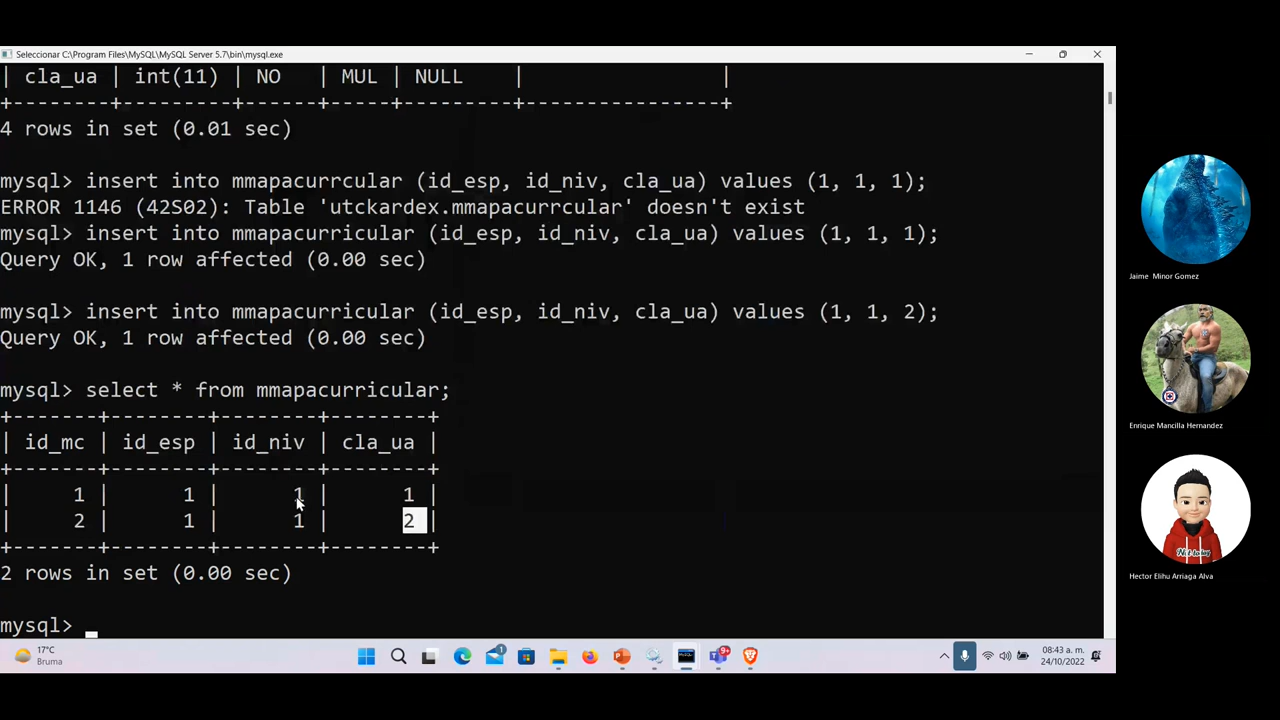 Seleccionar C:\Program Files\MySQL\MySQL Server 5.7\bin\mysql.exe
| cla_ua | int(11) | NO   | MUL | NULL    |                |
+--------+---------+------+-----+---------+----------------+
4 rows in set (0.01 sec)
mysql> insert into mmapacurrcular (id_esp, id_niv, cla_ua) values (1, 1, 1);
ERROR 1146 (42S02): Table 'utckardex.mmapacurrcular' doesn't exist
mysql> insert into mmapacurricular (id_esp, id_niv, cla_ua) values (1, 1, 1);
Query OK, 1 row affected (0.00 sec)
mysql> insert into mmapacurricular (id_esp, id_niv, cla_ua) values (1, 1, 2);
Query OK, 1 row affected (0.00 sec)
mysql> select * from mmapacurricular;
+-------+--------+--------+--------+
| id_mc | id_esp | id_niv | cla_ua |
+-------+--------+--------+--------+
|     1 |      1 |      1 |      1 |
|     2 |      1 |      1 |      2 |
+-------+--------+--------+--------+
2 rows in set (0.00 sec)
mysql>
Jaime Minor Gomez
Enrique Mancilla Hernandez
Hector Elihu Arriaga Alva
17°C
Bruma
1
9+
08:43 a. m.
24/10/2022